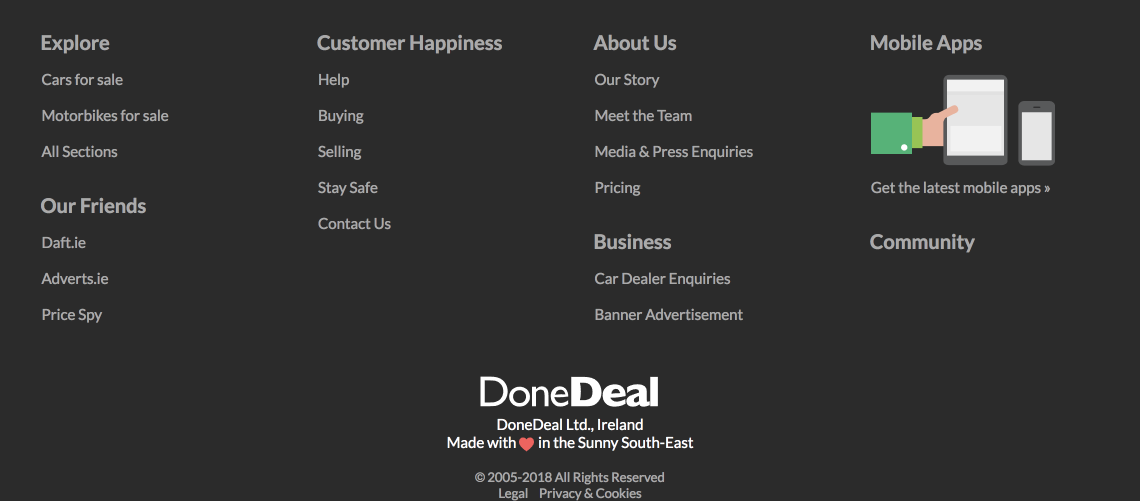 Explore
Cars for sale
Motorbikes for sale
All Sections
Our Friends
Daft.ie
Adverts.ie
Price Spy
Customer Happiness
Help
Buying
Selling
Stay Safe
Contact Us
About Us
Our Story
Meet the Team
Media & Press Enquiries
Pricing
Business
Car Dealer Enquiries
Banner Advertisement
Mobile Apps
Get the latest mobile apps »
Community
DoneDeal
DoneDeal Ltd., Ireland
Made with ❤ in the Sunny South-East
© 2005-2018 All Rights Reserved
Legal Privacy & Cookies